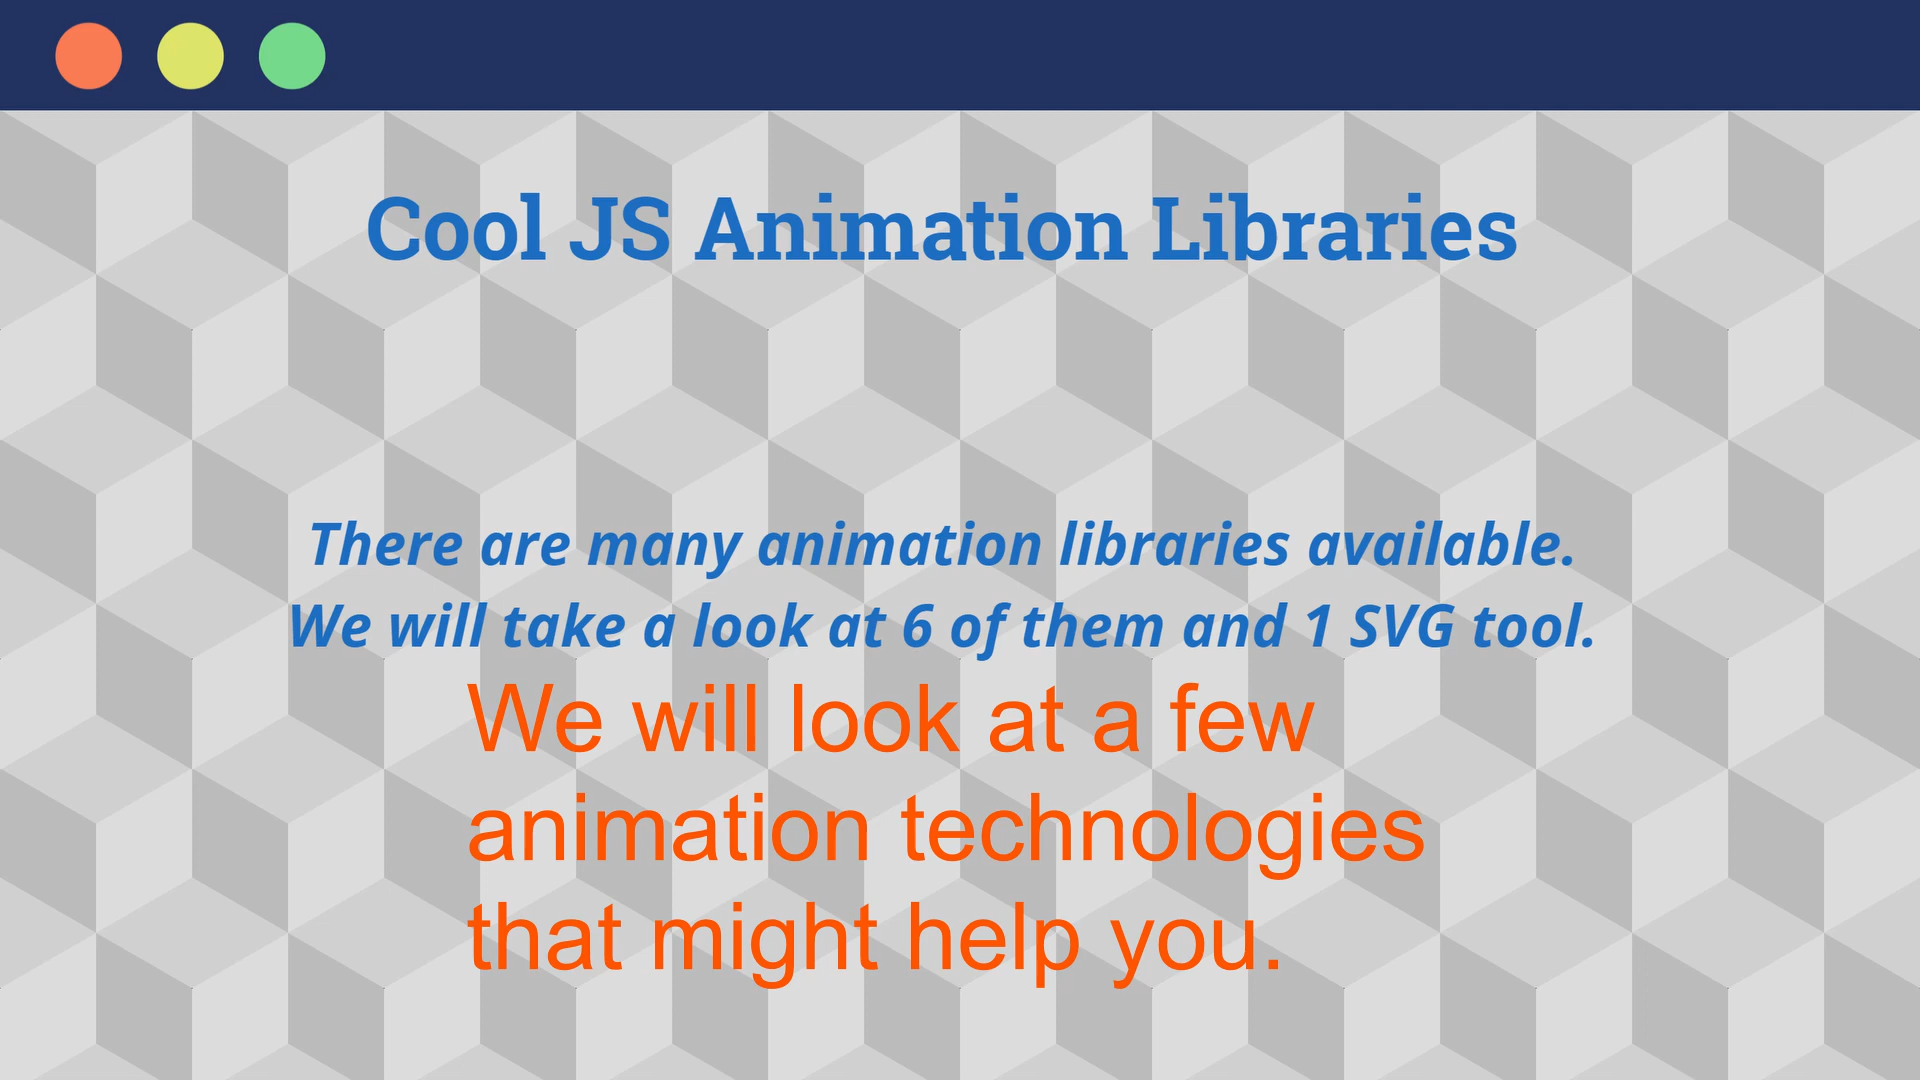 Cool JS Animation Libraries
There are many animation libraries available.
We will take a look at 6 of them and 1 SVG tool.
We will look at a few
animation technologies
that might help you.